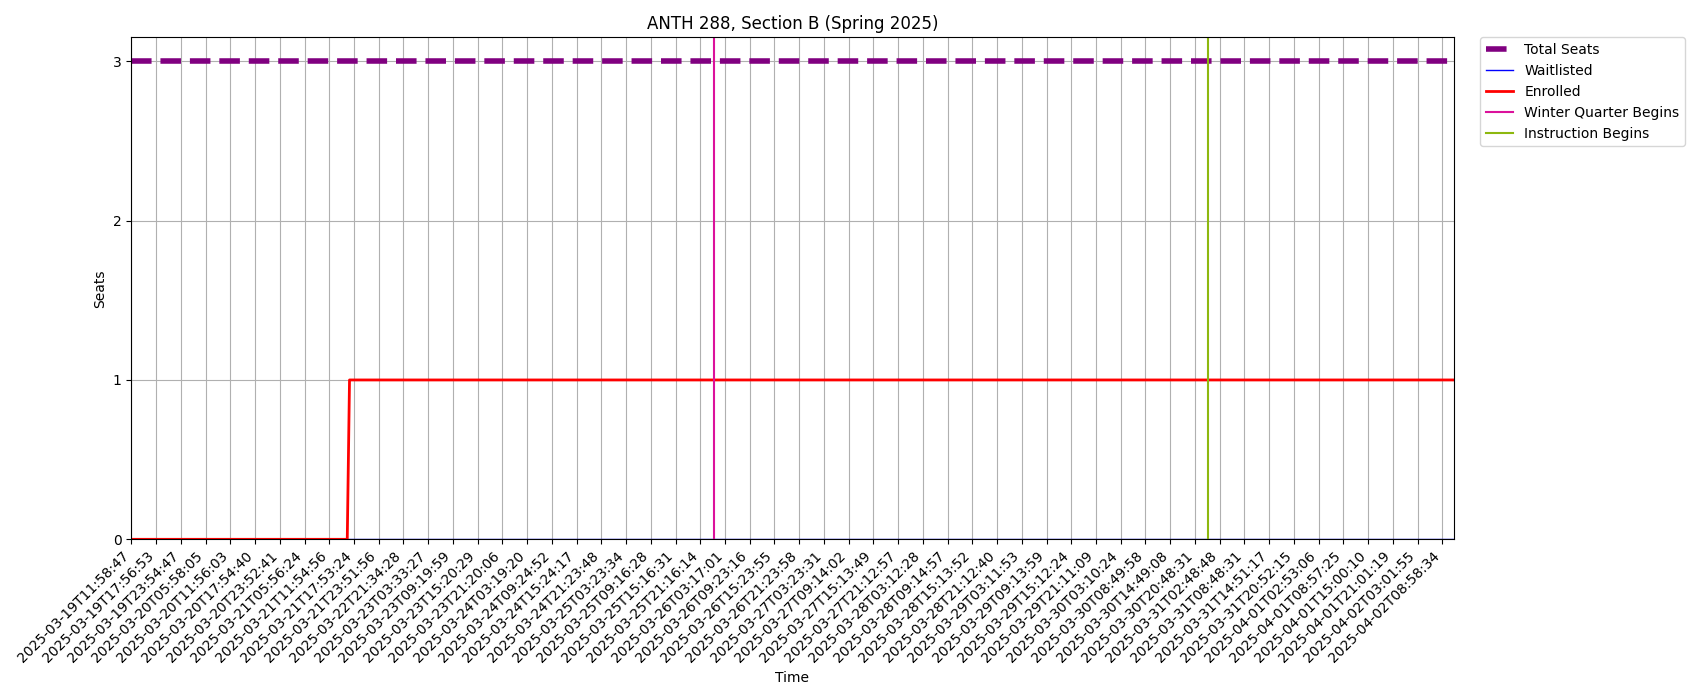 ANTH 288, Section B (Spring 2025)
Total Seats
Waitlisted
Enrolled
Winter Quarter Begins
Instruction Begins
Seats
3
2
1
0
2025-03-19T11:58:47
2025-03-19T17:56:53
2025-03-19T23:54:47
2025-03-20T05:58:05
2025-03-20T11:56:03
2025-03-20T17:54:40
2025-03-20T23:52:41
2025-03-21T05:56:24
2025-03-21T11:54:56
2025-03-21T17:53:24
2025-03-21T23:51:56
2025-03-22T21:34:28
2025-03-23T03:33:27
2025-03-23T09:19:59
2025-03-23T15:20:29
2025-03-23T21:20:06
2025-03-24T03:19:20
2025-03-24T09:24:52
2025-03-24T15:24:17
2025-03-24T21:23:48
2025-03-25T03:23:34
2025-03-25T09:16:28
2025-03-25T15:16:31
2025-03-25T21:16:14
2025-03-26T03:17:01
2025-03-26T09:23:16
2025-03-26T15:23:55
2025-03-26T21:23:58
2025-03-27T03:23:31
2025-03-27T09:14:02
2025-03-27T15:13:49
2025-03-27T21:12:57
2025-03-28T03:12:28
2025-03-28T09:14:57
2025-03-28T15:13:52
2025-03-28T21:12:40
2025-03-29T03:11:53
2025-03-29T09:13:59
2025-03-29T15:12:24
2025-03-29T21:11:09
2025-03-30T03:10:24
2025-03-30T08:49:58
2025-03-30T14:49:08
2025-03-30T20:48:31
2025-03-31T02:48:48
2025-03-31T08:48:31
2025-03-31T14:51:17
2025-03-31T20:52:15
2025-04-01T02:53:06
2025-04-01T08:57:25
2025-04-01T15:00:10
2025-04-01T21:01:19
2025-04-02T03:01:55
2025-04-02T08:58:34
Time